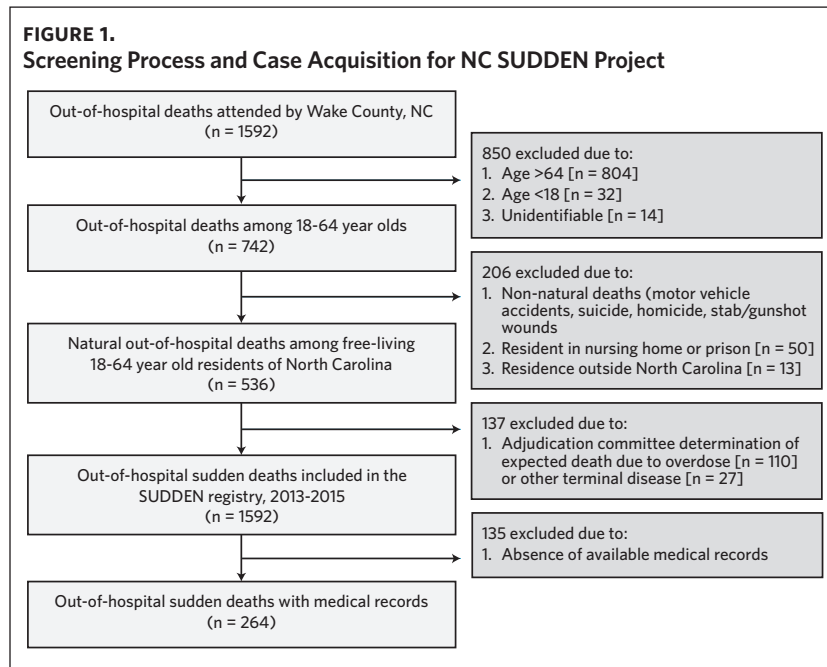 FIGURE 1.
Screening Process and Case Acquisition for NC SUDDEN Project
Out-of-hospital deaths attended by Wake County, NC
(n = 1592)
850 excluded due to:
1. Age >64 [n = 804]
2. Age <18 [n = 32]
3. Unidentifiable [n = 14]
Out-of-hospital deaths among 18-64 year olds
(n = 742)
206 excluded due to:
1. Non-natural deaths (motor vehicle
accidents, suicide, homicide, stab/gunshot
wounds
2. Resident in nursing home or prison [n = 50]
3. Residence outside North Carolina [n = 13]
Natural out-of-hospital deaths among free-living
18-64 year old residents of North Carolina
(n = 536)
137 excluded due to:
1. Adjudication committee determination of
expected death due to overdose [n = 110]
or other terminal disease [n = 27]
Out-of-hospital sudden deaths included in the
SUDDEN registry, 2013-2015
(n = 1592)
135 excluded due to:
1. Absence of available medical records
Out-of-hospital sudden deaths with medical records
(n = 264)